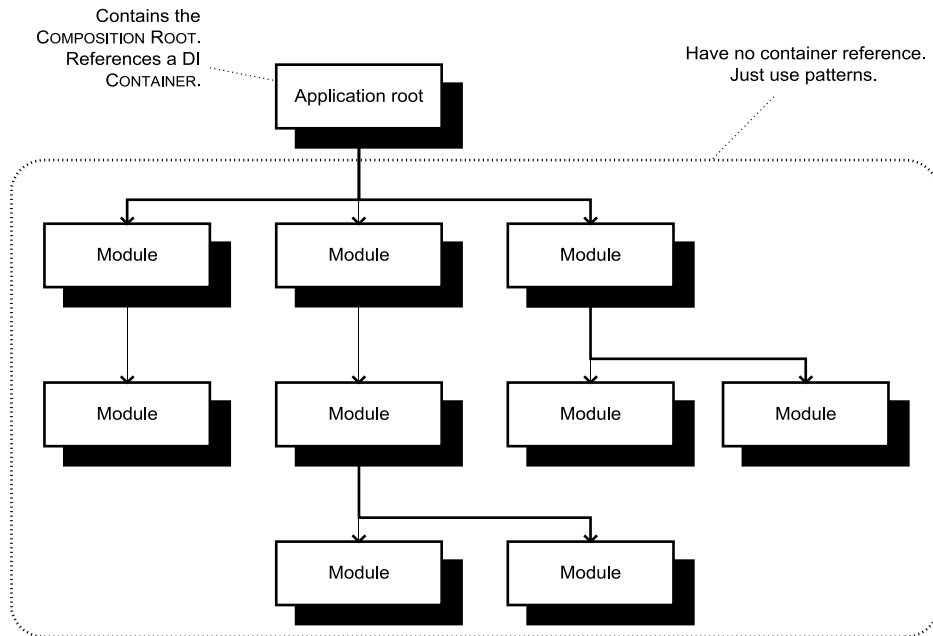 Contains the
COMPOSITION ROOT.
References a DI
CONTAINER.
Have no container reference.
Just use patterns.
Application root
Module
Module
Module
Module
Module
Module
Module
Module
Module